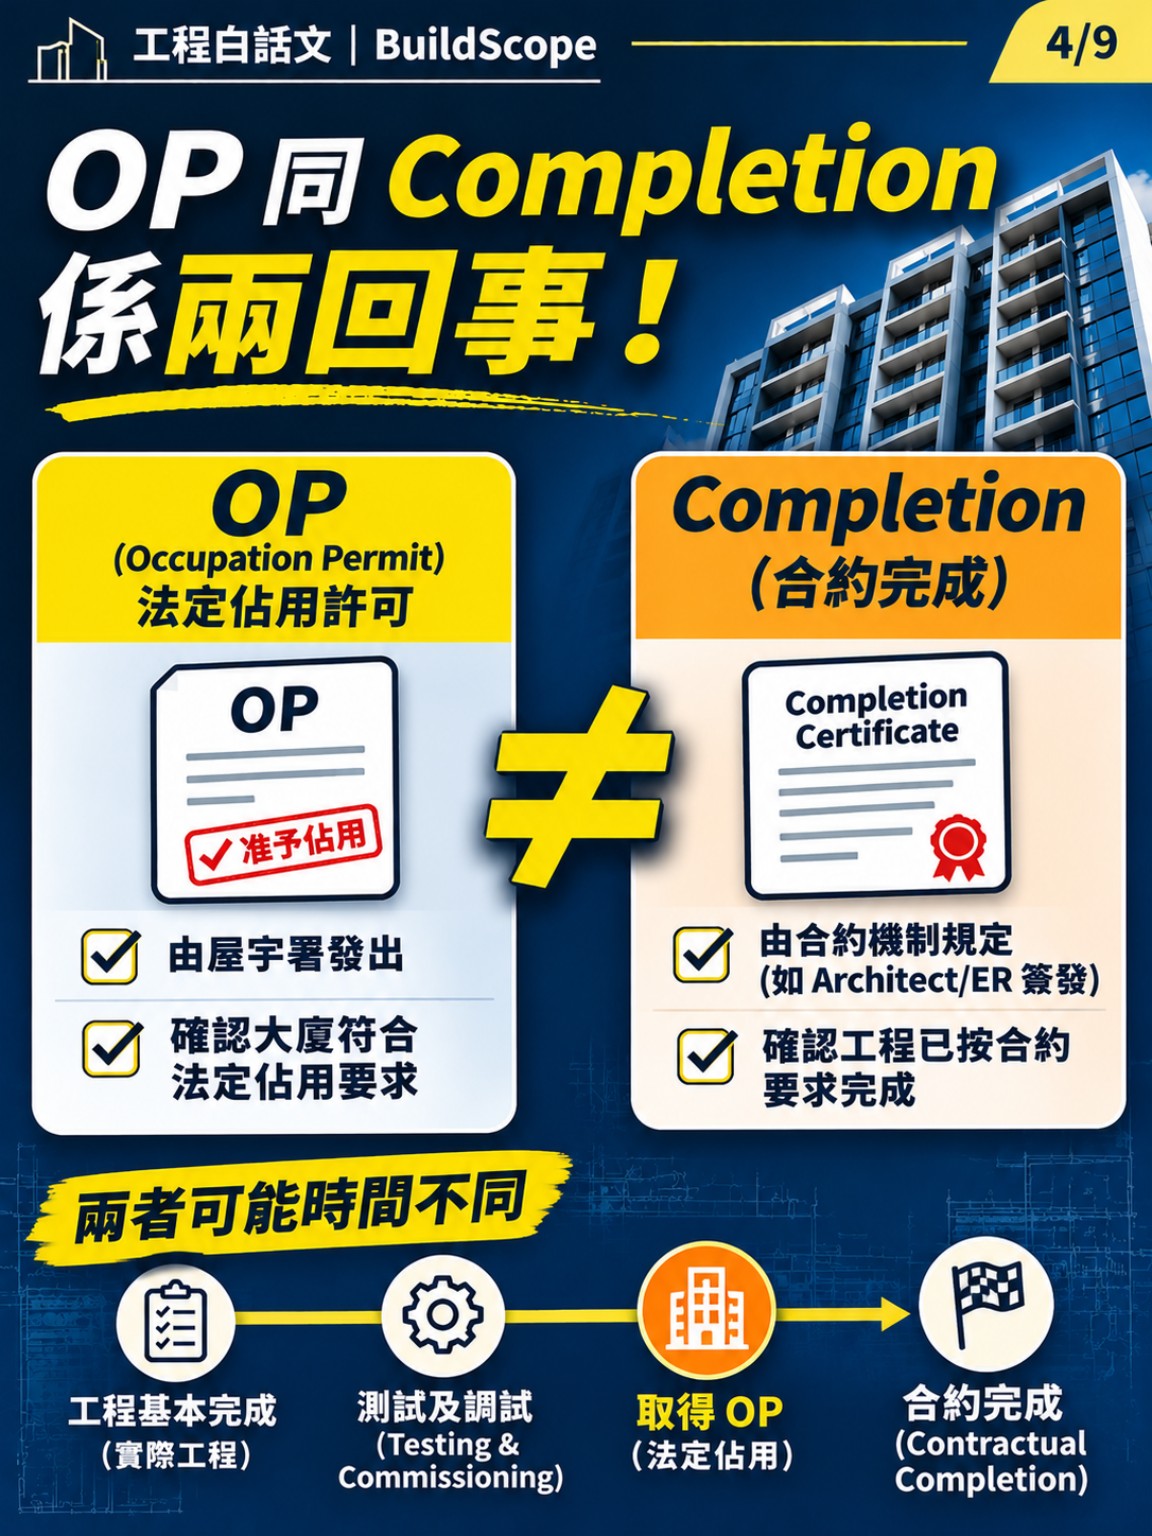 工程白話文 | BuildScope
4/9
OP 同 Completion
係兩回事！
OP
(Occupation Permit)
法定佔用許可
OP
准予佔用
由屋宇署發出
確認大廈符合
法定佔用要求
≠
Completion
(合約完成)
Completion
Certificate
由合約機制規定
(如 Architect/ER 簽發)
確認工程已按合約
要求完成
兩者可能時間不同
工程基本完成
(實際工程)
測試及調試
(Testing &
Commissioning)
取得 OP
(法定佔用)
合約完成
(Contractual
Completion)